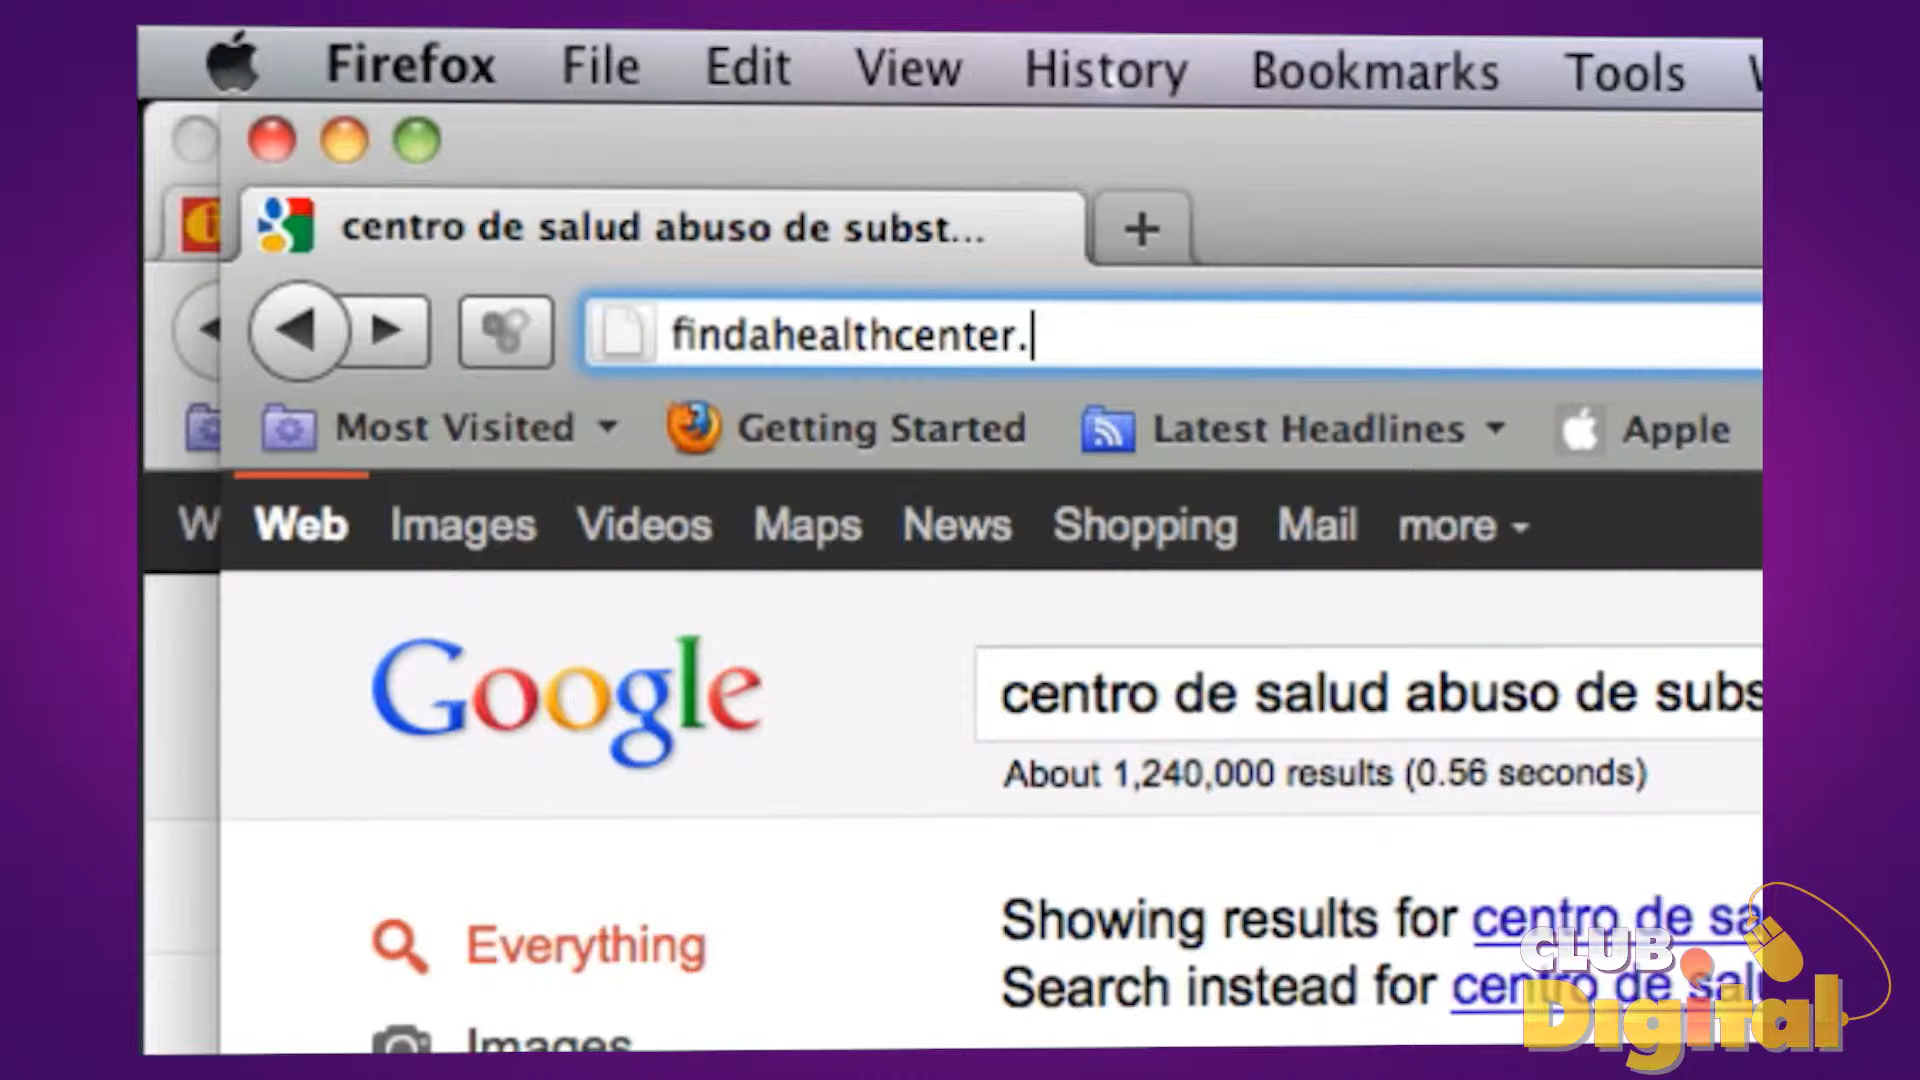 Firefox File Edit View History Bookmarks Tools
centro de salud abuso de subst...
findahealthcenter.
Most Visited Getting Started Latest Headlines Apple
W Web Images Videos Maps News Shopping Mail more
Google
centro de salud abuso de subs
About 1,240,000 results (0.56 seconds)
Showing results for centro de sa
Search instead for centro de salu
Everything
Images
CLUB
Digital